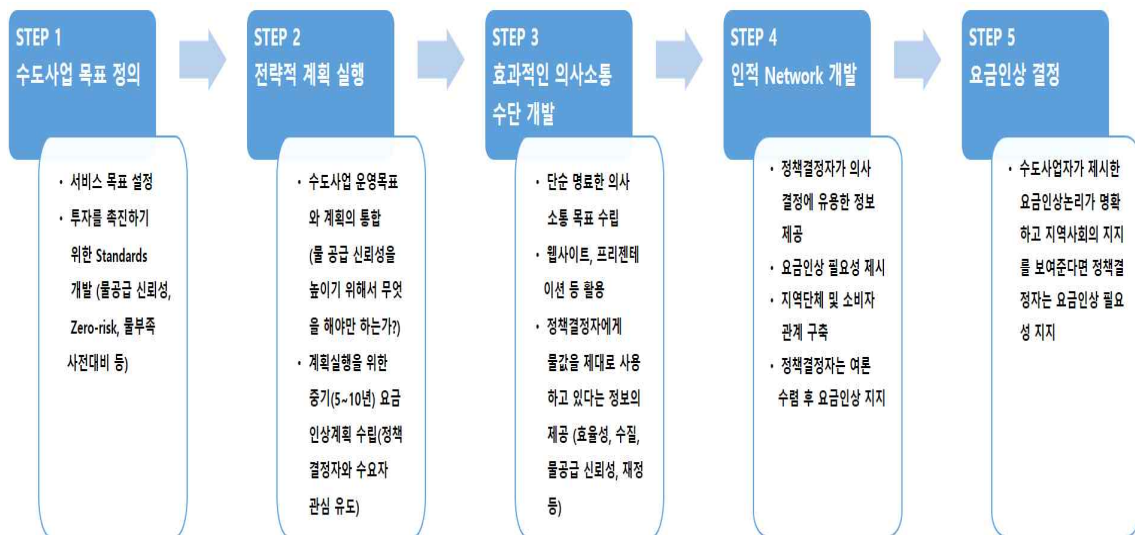 STEP 1
수도사업 목표 정의
• 서비스 목표 설정
• 투자를 촉진하기
위한 Standards
개발 (물공급 신뢰성,
Zero-risk, 물부족
사전대비 등)
STEP 2
전략적 계획 실행
• 수도사업 운영목표
와 계획의 통합
(물 공급 신뢰성을
높이기 위해서 무엇
을 해야만 하는가?)
• 계획실행을 위한
중기(5~10년) 요금
인상계획 수립(정책
결정자와 수요자
관심 유도)
STEP 3
효과적인 의사소통
수단 개발
• 단순 명료한 의사
소통 목표 수립
• 웹사이트, 프리젠테
이션 등 활용
• 정책결정자에게
물값을 제대로 사용
하고 있다는 정보의
제공 (효율성, 수질,
물공급 신뢰성, 재정
등)
STEP 4
인적 Network 개발
• 정책결정자가 의사
결정에 유용한 정보
제공
• 요금인상 필요성 제시
• 지역단체 및 소비자
관계 구축
• 정책결정자는 여론
수렴 후 요금인상 지지
STEP 5
요금인상 결정
• 수도사업자가 제시한
요금인상논리가 명확
하고 지역사회의 지지
를 보여준다면 정책결
정자는 요금인상 필요
성 지지